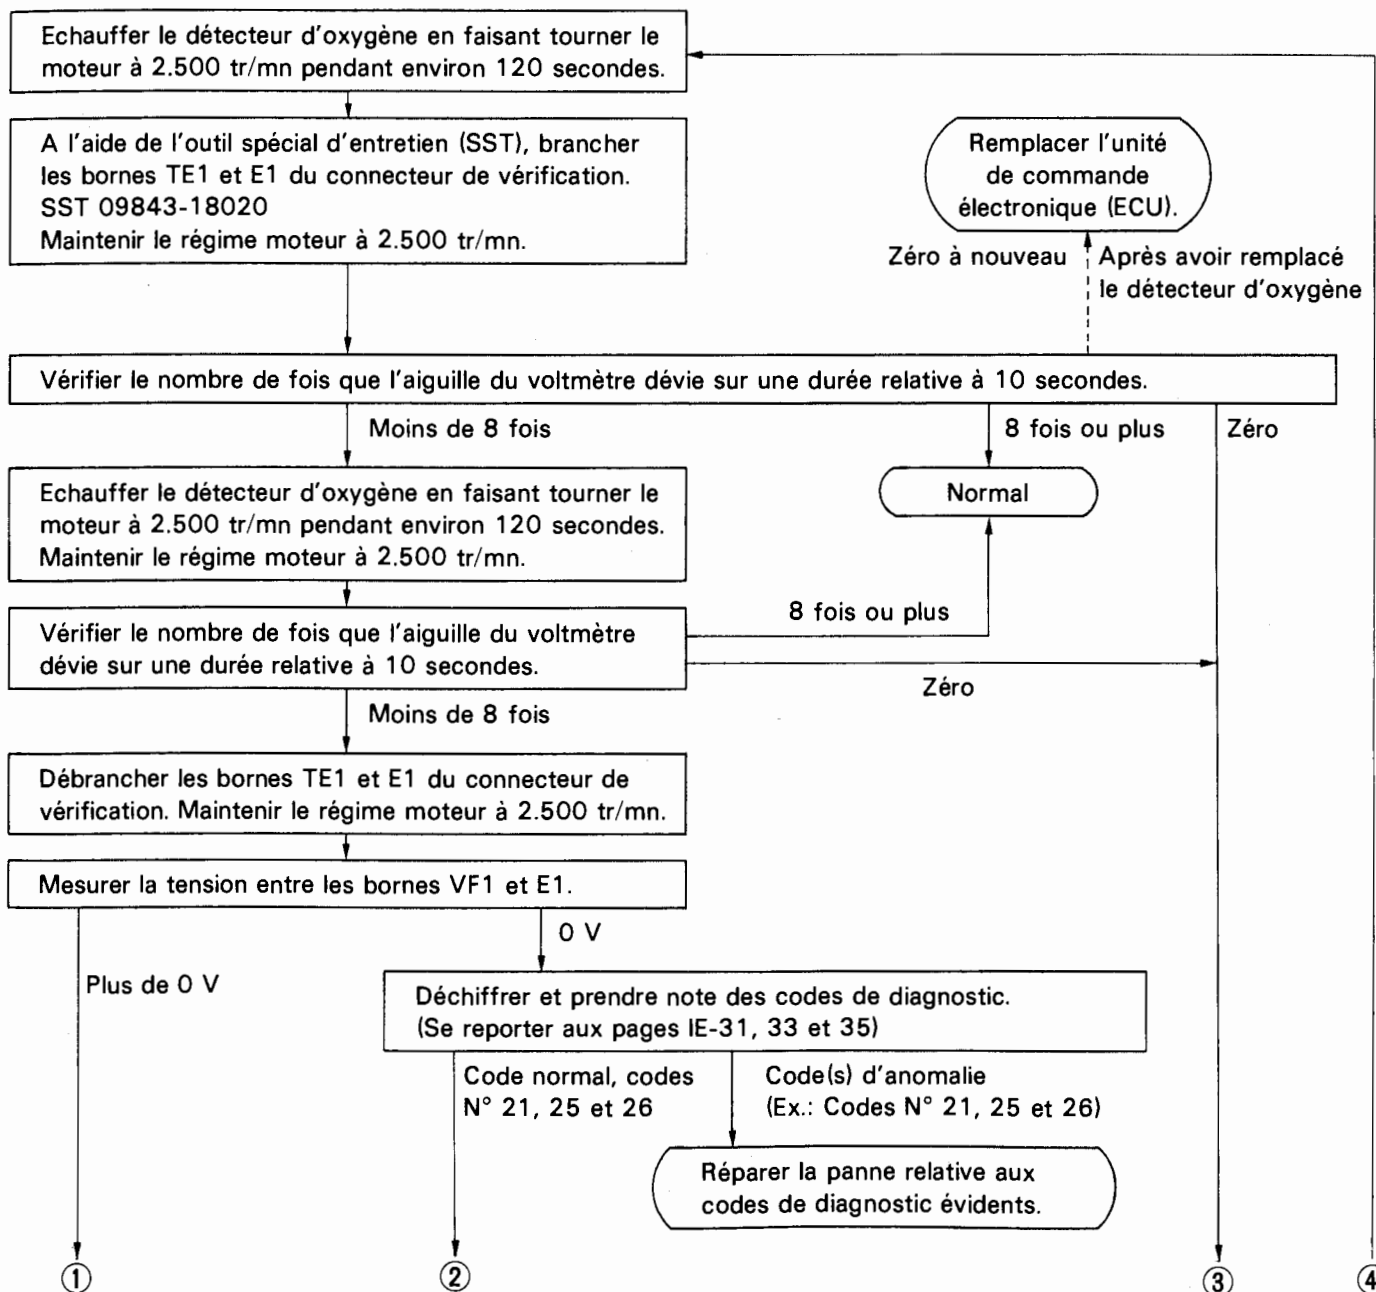 Echauffer le détecteur d'oxygène en faisant tourner le
moteur à 2.500 tr/mn pendant environ 120 secondes.
A l'aide de l'outil spécial d'entretien (SST), brancher
les bornes TE1 et E1 du connecteur de vérification.
SST 09843-18020
Maintenir le régime moteur à 2.500 tr/mn.
Remplacer l'unité
de commande
électronique (ECU).
Zéro à nouveau
Après avoir remplacé
le détecteur d'oxygène
Vérifier le nombre de fois que l'aiguille du voltmètre dévie sur une durée relative à 10 secondes.
Moins de 8 fois
8 fois ou plus
Zéro
Echauffer le détecteur d'oxygène en faisant tourner le
moteur à 2.500 tr/mn pendant environ 120 secondes.
Maintenir le régime moteur à 2.500 tr/mn.
Normal
Vérifier le nombre de fois que l'aiguille du voltmètre
dévie sur une durée relative à 10 secondes.
8 fois ou plus
Zéro
Moins de 8 fois
Débrancher les bornes TE1 et E1 du connecteur de
vérification. Maintenir le régime moteur à 2.500 tr/mn.
Mesurer la tension entre les bornes VF1 et E1.
0 V
Plus de 0 V
Déchiffrer et prendre note des codes de diagnostic.
(Se reporter aux pages IE-31, 33 et 35)
Code normal, codes
N° 21, 25 et 26
Code(s) d'anomalie
(Ex.: Codes N° 21, 25 et 26)
Réparer la panne relative aux
codes de diagnostic évidents.
①
②
③
④